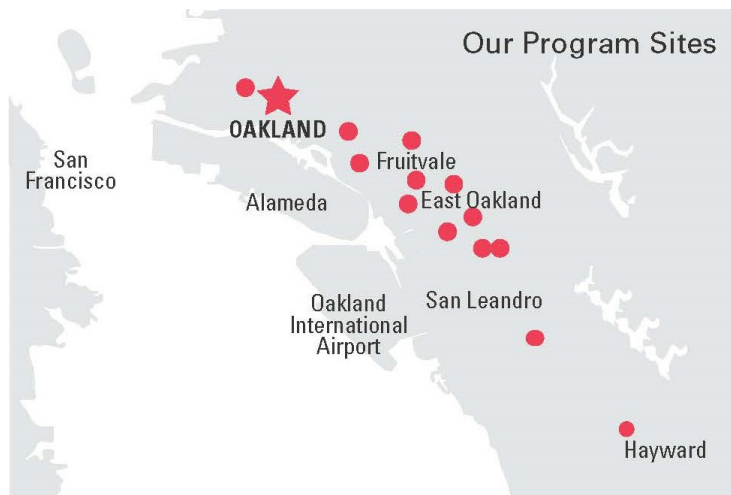 Our Program Sites
OAKLAND
San
Francisco
Fruitvale
Alameda
East Oakland
Oakland
International
Airport
San Leandro
Hayward